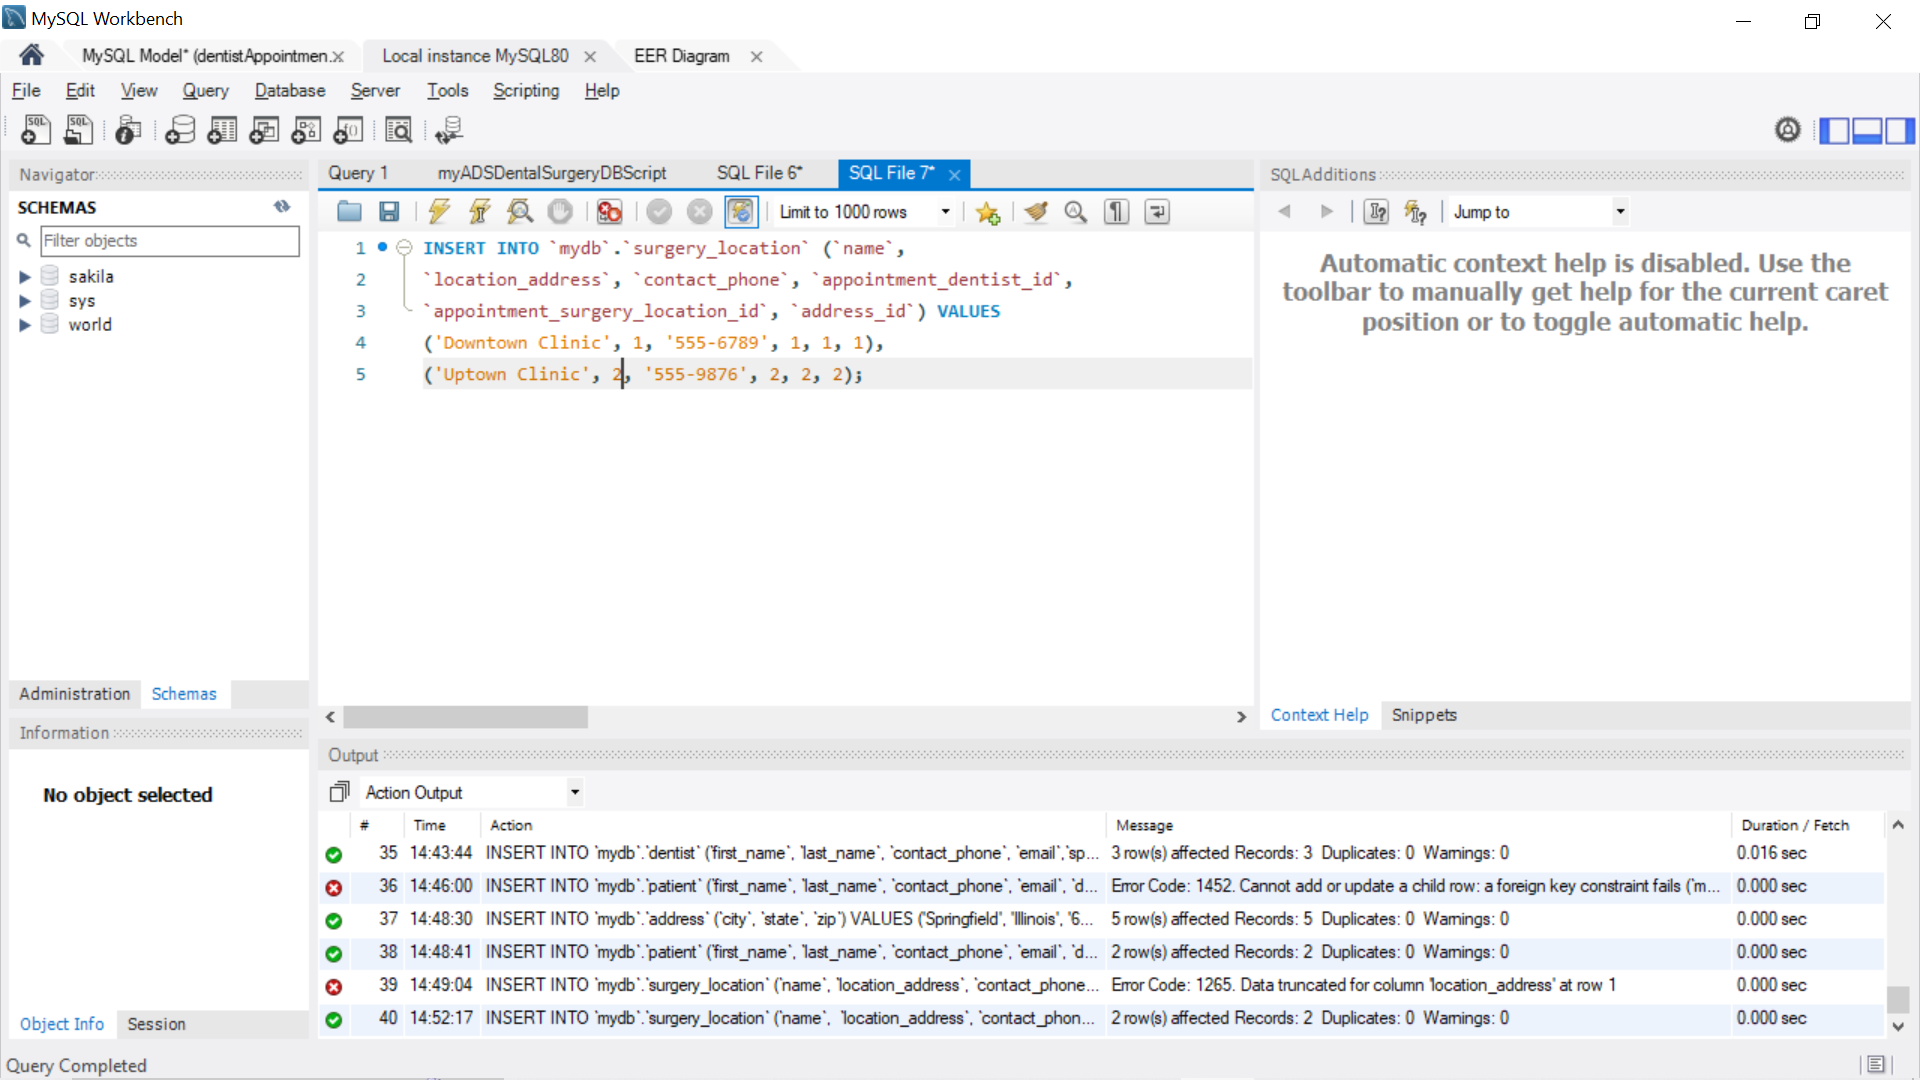 MySQL Workbench
MySQL Model* (dentistAppointmen.×
Local instance MySQL80 ×
EER Diagram ×
File Edit View Query Database Server Tools Scripting Help
Navigator
SCHEMAS
Filter objects
sakila
sys
world
Administration Schemas
Information
No object selected
Object Info Session
Query 1 myADSDentalSurgeryDBScript SQL File 6* SQL File 7* ×
Limit to 1000 rows
1 INSERT INTO `mydb`.`surgery_location` (`name`,
2 `location_address`, `contact_phone`, `appointment_dentist_id`,
3 `appointment_surgery_location_id`, `address_id`) VALUES
4 ('Downtown Clinic', 1, '555-6789', 1, 1, 1),
5 ('Uptown Clinic', 2, '555-9876', 2, 2, 2);
SQLAdditions
Jump to
Automatic context help is disabled. Use the
toolbar to manually get help for the current caret
position or to toggle automatic help.
Context Help Snippets
Output
Action Output
# Time Action Message Duration / Fetch
35 14:43:44 INSERT INTO `mydb`.`dentist` (`first_name`, `last_name`, `contact_phone`, `email`,`sp... 3 row(s) affected Records: 3 Duplicates: 0 Warnings: 0 0.016 sec
36 14:46:00 INSERT INTO `mydb`.`patient` (`first_name`, `last_name`, `contact_phone`, `email`, `d... Error Code: 1452. Cannot add or update a child row: a foreign key constraint fails (`m... 0.000 sec
37 14:48:30 INSERT INTO `mydb`.`address` (`city`, `state`, `zip`) VALUES ('Springfield', 'Illinois', '6... 5 row(s) affected Records: 5 Duplicates: 0 Warnings: 0 0.000 sec
38 14:48:41 INSERT INTO `mydb`.`patient` (`first_name`, `last_name`, `contact_phone`, `email`, `d... 2 row(s) affected Records: 2 Duplicates: 0 Warnings: 0 0.000 sec
39 14:49:04 INSERT INTO `mydb`.`surgery_location` (`name`, `location_address`, `contact_phone... Error Code: 1265. Data truncated for column 'location_address' at row 1 0.000 sec
40 14:52:17 INSERT INTO `mydb`.`surgery_location` (`name`, `location_address`, `contact_phon... 2 row(s) affected Records: 2 Duplicates: 0 Warnings: 0 0.000 sec
Query Completed